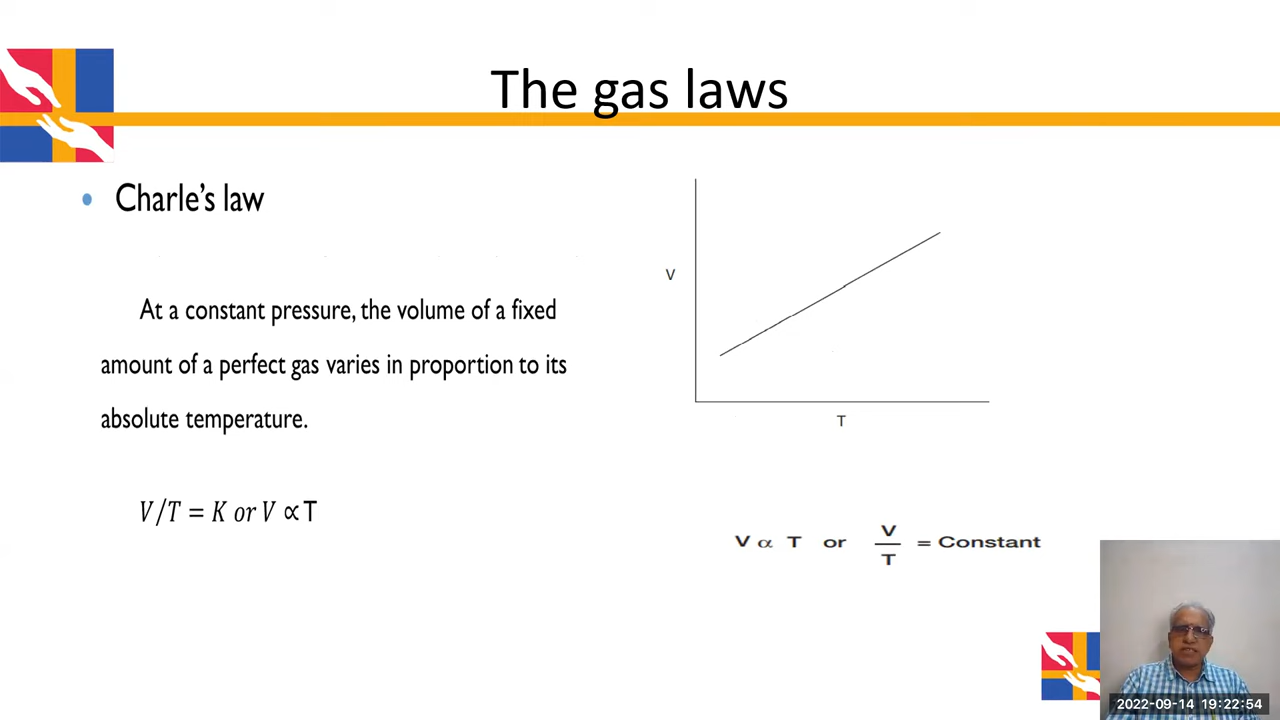 The gas laws
• Charle's law
At a constant pressure, the volume of a fixed
amount of a perfect gas varies in proportion to its
absolute temperature.
V/T = K or V ∝ T
V
T
V α T or V/T = Constant
2022-09-14 19:22:54